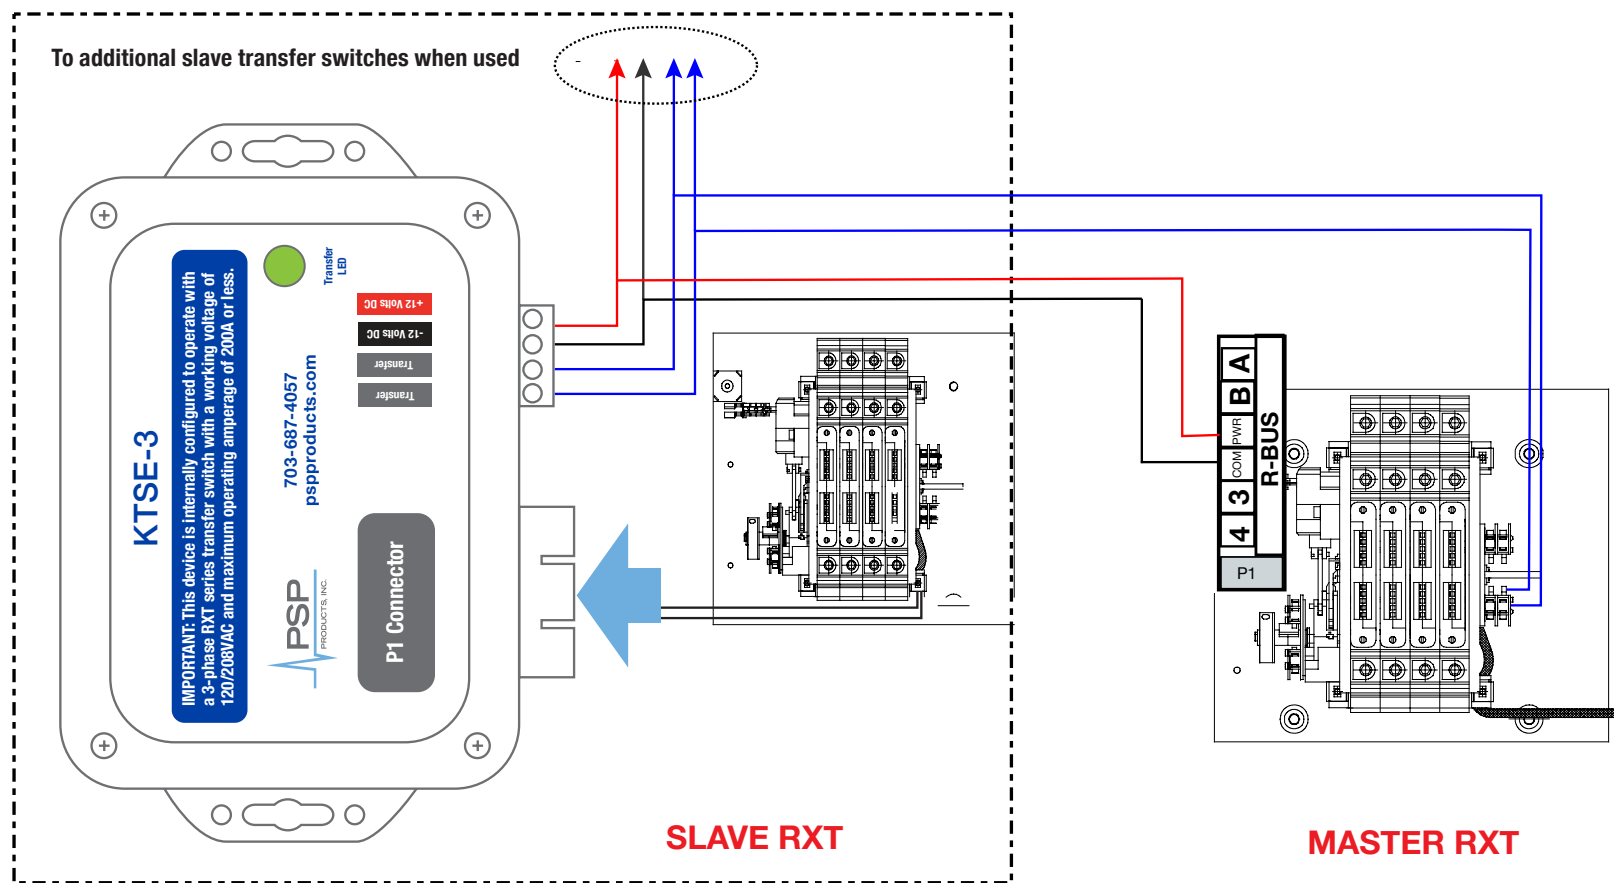 To additional slave transfer switches when used
KTSE-3
IMPORTANT: This device is internally configured to operate with
a 3-phase RXT series transfer switch with a working voltage of
120/208VAC and maximum operating amperage of 200A or less.
Transfer
LED
703-687-4057
pspproducts.com
+12 Volts DC
-12 Volts DC
Transfer
Transfer
PSP
PRODUCTS, INC.
P1 Connector
A
B
PWR
COM
3
4
R-BUS
P1
SLAVE RXT
MASTER RXT